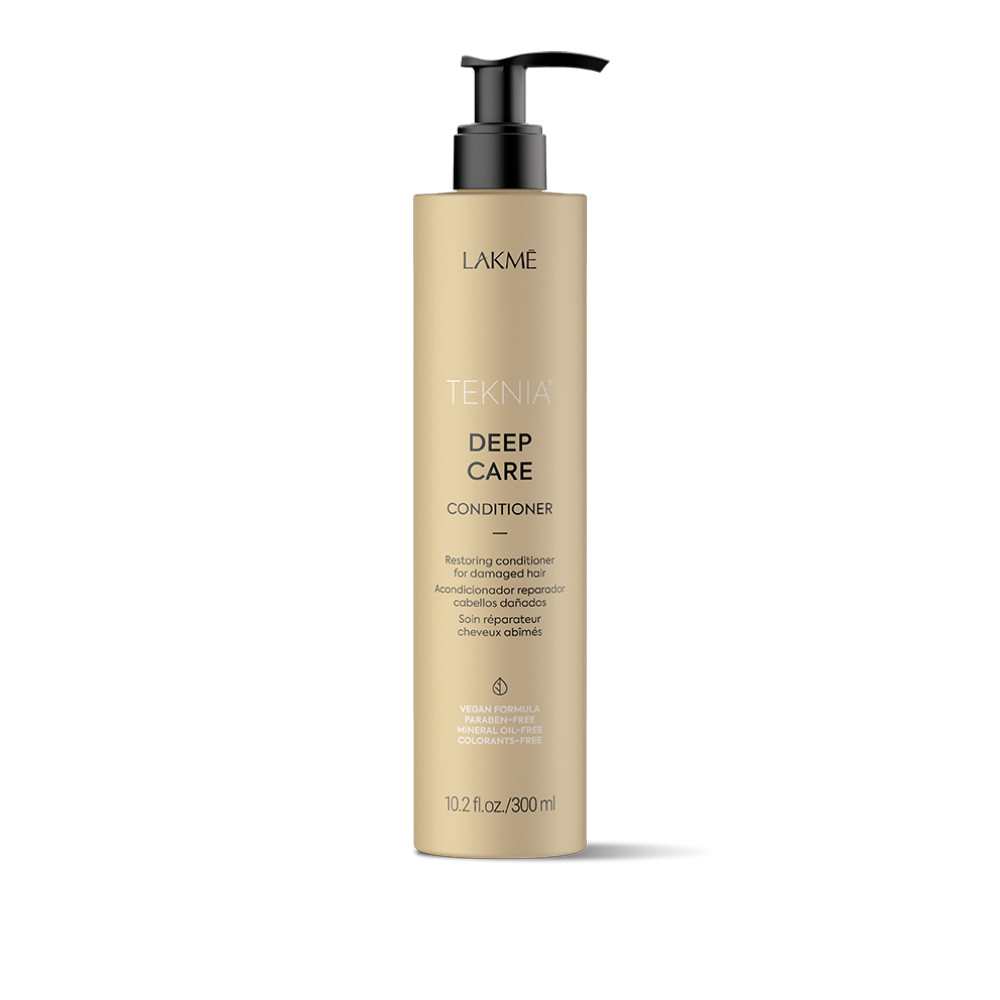 LAKMĒ
TEKNIA®
DEEP
CARE
CONDITIONER
Restoring conditioner
for damaged hair
Acondicionador reparador
cabellos dañados
Soin réparateur
cheveux abîmés
VEGAN FORMULA
PARABEN-FREE
MINERAL OIL-FREE
COLORANTS-FREE
10.2 fl.oz./300 ml